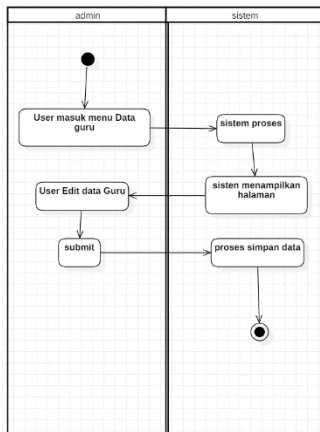 admin
sistem
User masuk menu Data
guru
sistem proses
sisten menampilkan
halaman
User Edit data Guru
submit
proses simpan data